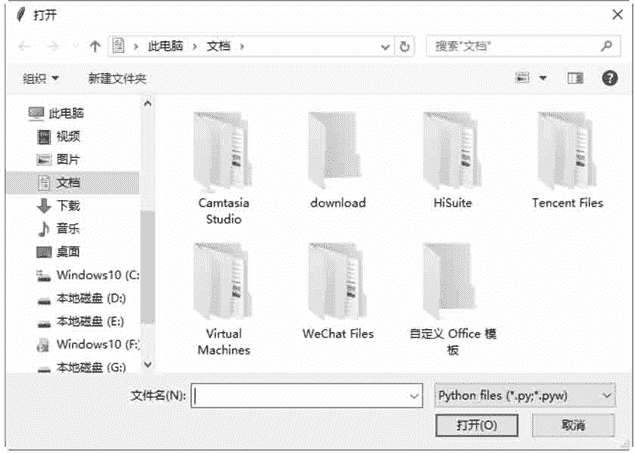 打开
此电脑 文档
搜索"文档"
组织 新建文件夹
此电脑
视频
图片
文档
下载
音乐
桌面
Windows10 (C:
本地磁盘 (D:)
本地磁盘 (E:)
Windows10 (F:
本地磁盘 (G:)
Camtasia
Studio
download
HiSuite
Tencent Files
Virtual
Machines
WeChat Files
自定义 Office 模
板
文件名(N):
Python files (*.py;*.pyw)
打开(O)
取消